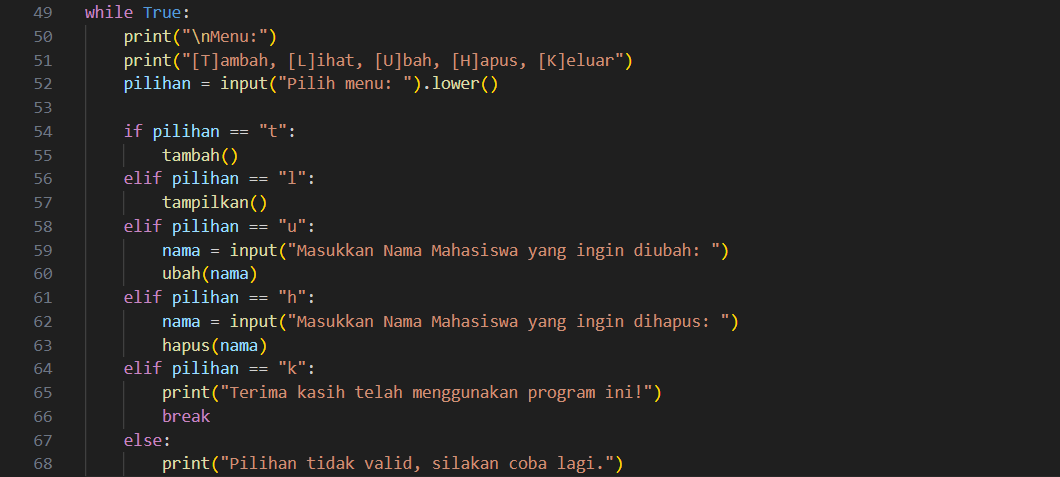 49 while True:
50     print("\nMenu:")
51     print("[T]ambah, [L]ihat, [U]bah, [H]apus, [K]eluar")
52     pilihan = input("Pilih menu: ").lower()
53
54     if pilihan == "t":
55         tambah()
56     elif pilihan == "l":
57         tampilkan()
58     elif pilihan == "u":
59         nama = input("Masukkan Nama Mahasiswa yang ingin diubah: ")
60         ubah(nama)
61     elif pilihan == "h":
62         nama = input("Masukkan Nama Mahasiswa yang ingin dihapus: ")
63         hapus(nama)
64     elif pilihan == "k":
65         print("Terima kasih telah menggunakan program ini!")
66         break
67     else:
68         print("Pilihan tidak valid, silakan coba lagi.")